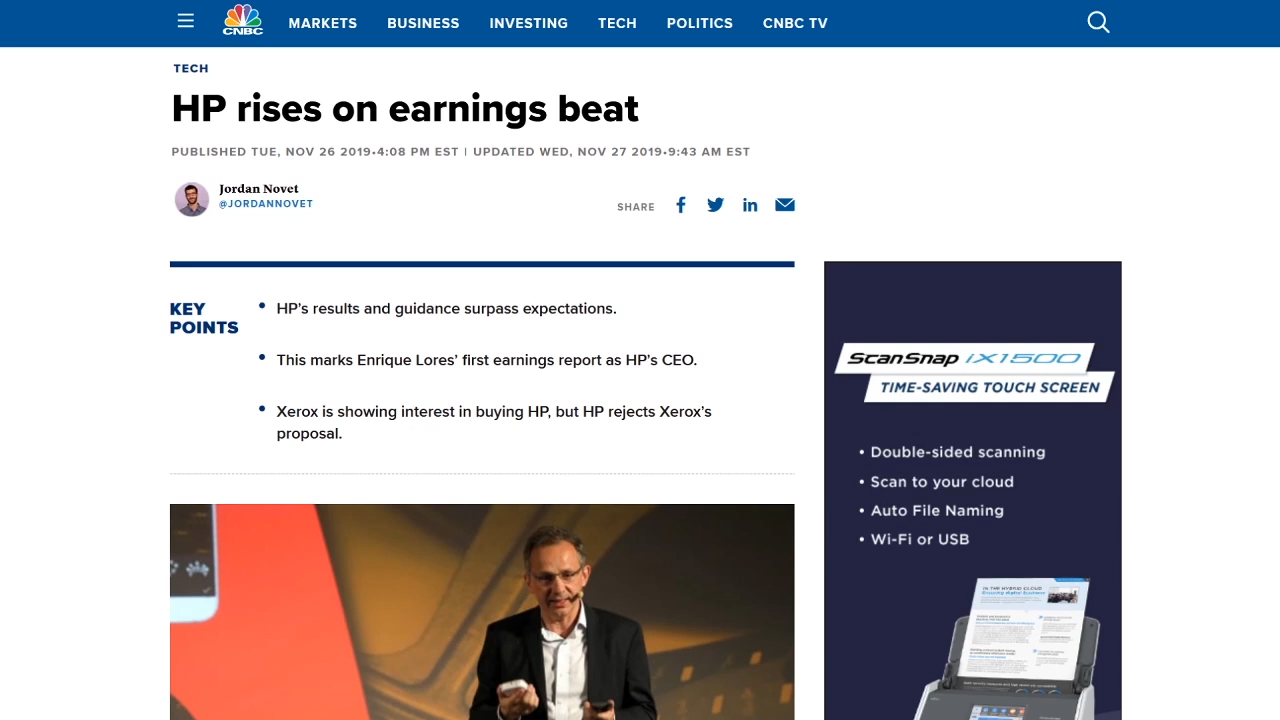 CNBC
MARKETS
BUSINESS
INVESTING
TECH
POLITICS
CNBC TV
TECH
HP rises on earnings beat
PUBLISHED TUE, NOV 26 2019•4:08 PM EST | UPDATED WED, NOV 27 2019•9:43 AM EST
Jordan Novet
@JORDANNOVET
SHARE
KEY
POINTS
HP’s results and guidance surpass expectations.
This marks Enrique Lores’ first earnings report as HP’s CEO.
Xerox is showing interest in buying HP, but HP rejects Xerox’s
proposal.
ScanSnap iX1500
TIME-SAVING TOUCH SCREEN
• Double-sided scanning
• Scan to your cloud
• Auto File Naming
• Wi-Fi or USB
IN THE HYBRID CLOUD